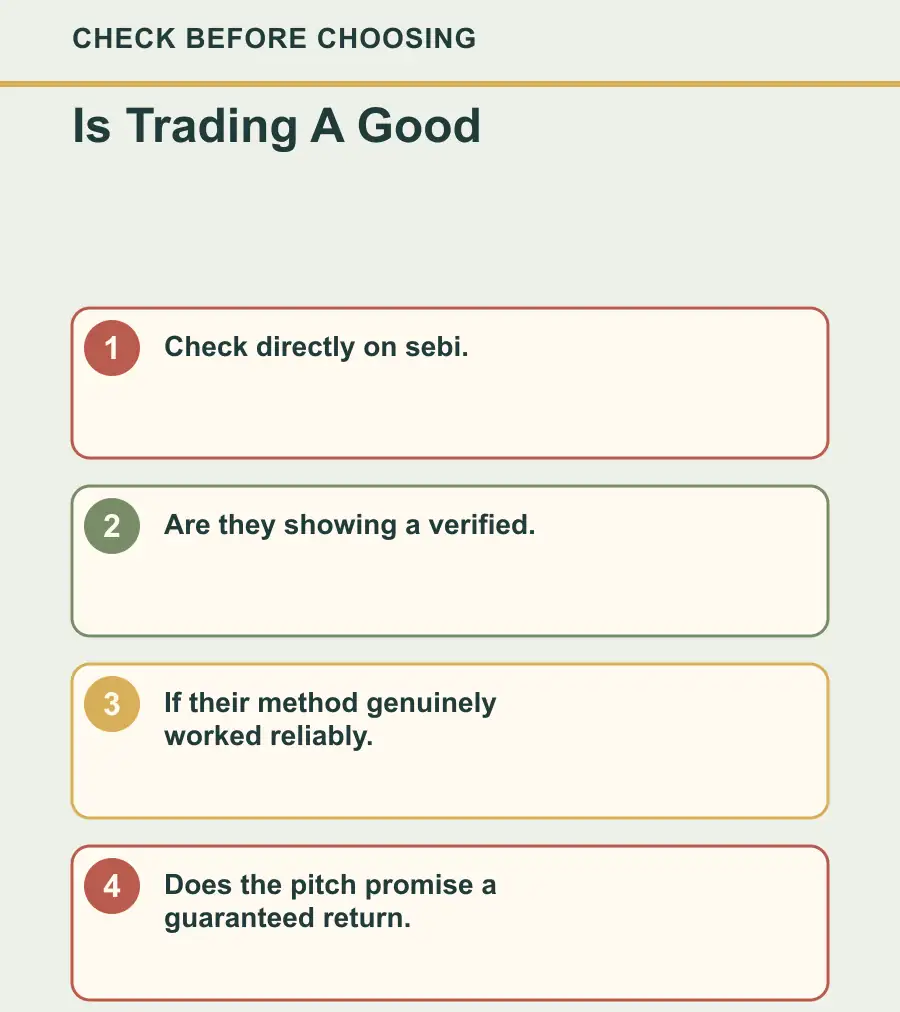 CHECK BEFORE CHOOSING
Is Trading A Good
1
Check directly on sebi.
2
Are they showing a verified.
3
If their method genuinely
worked reliably.
4
Does the pitch promise a
guaranteed return.